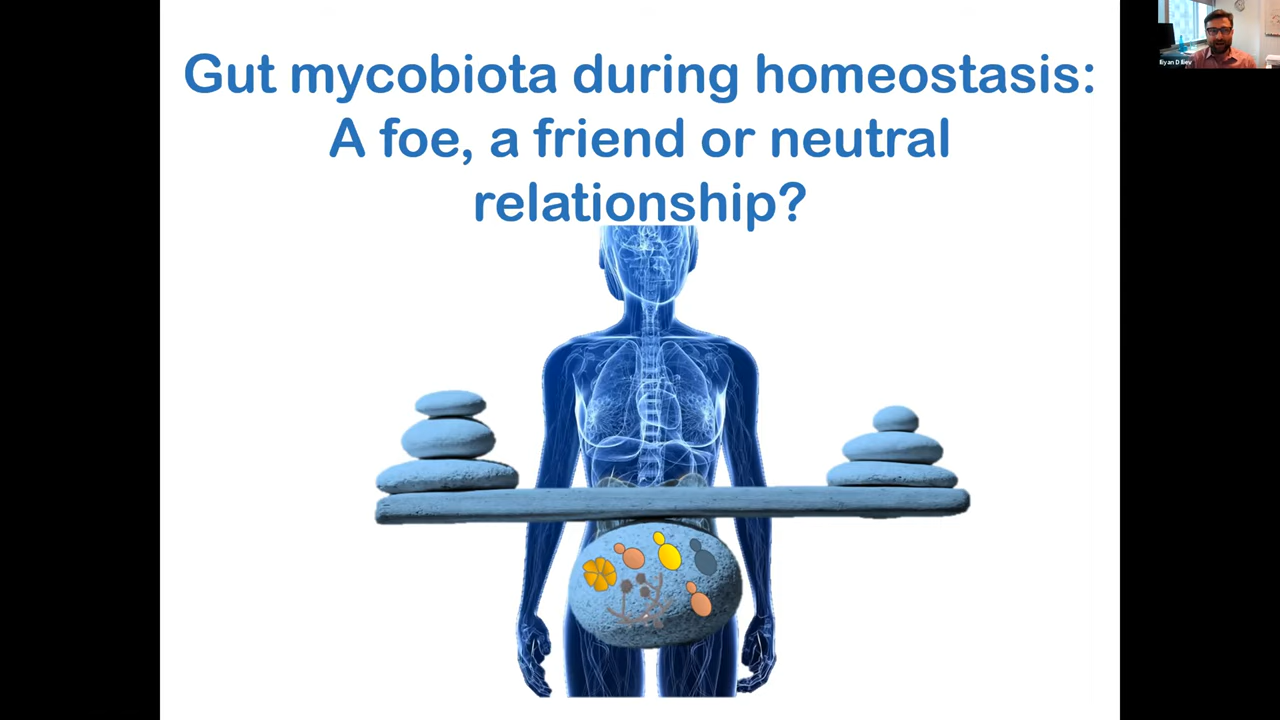 Gut mycobiota during homeostasis:
A foe, a friend or neutral
relationship?